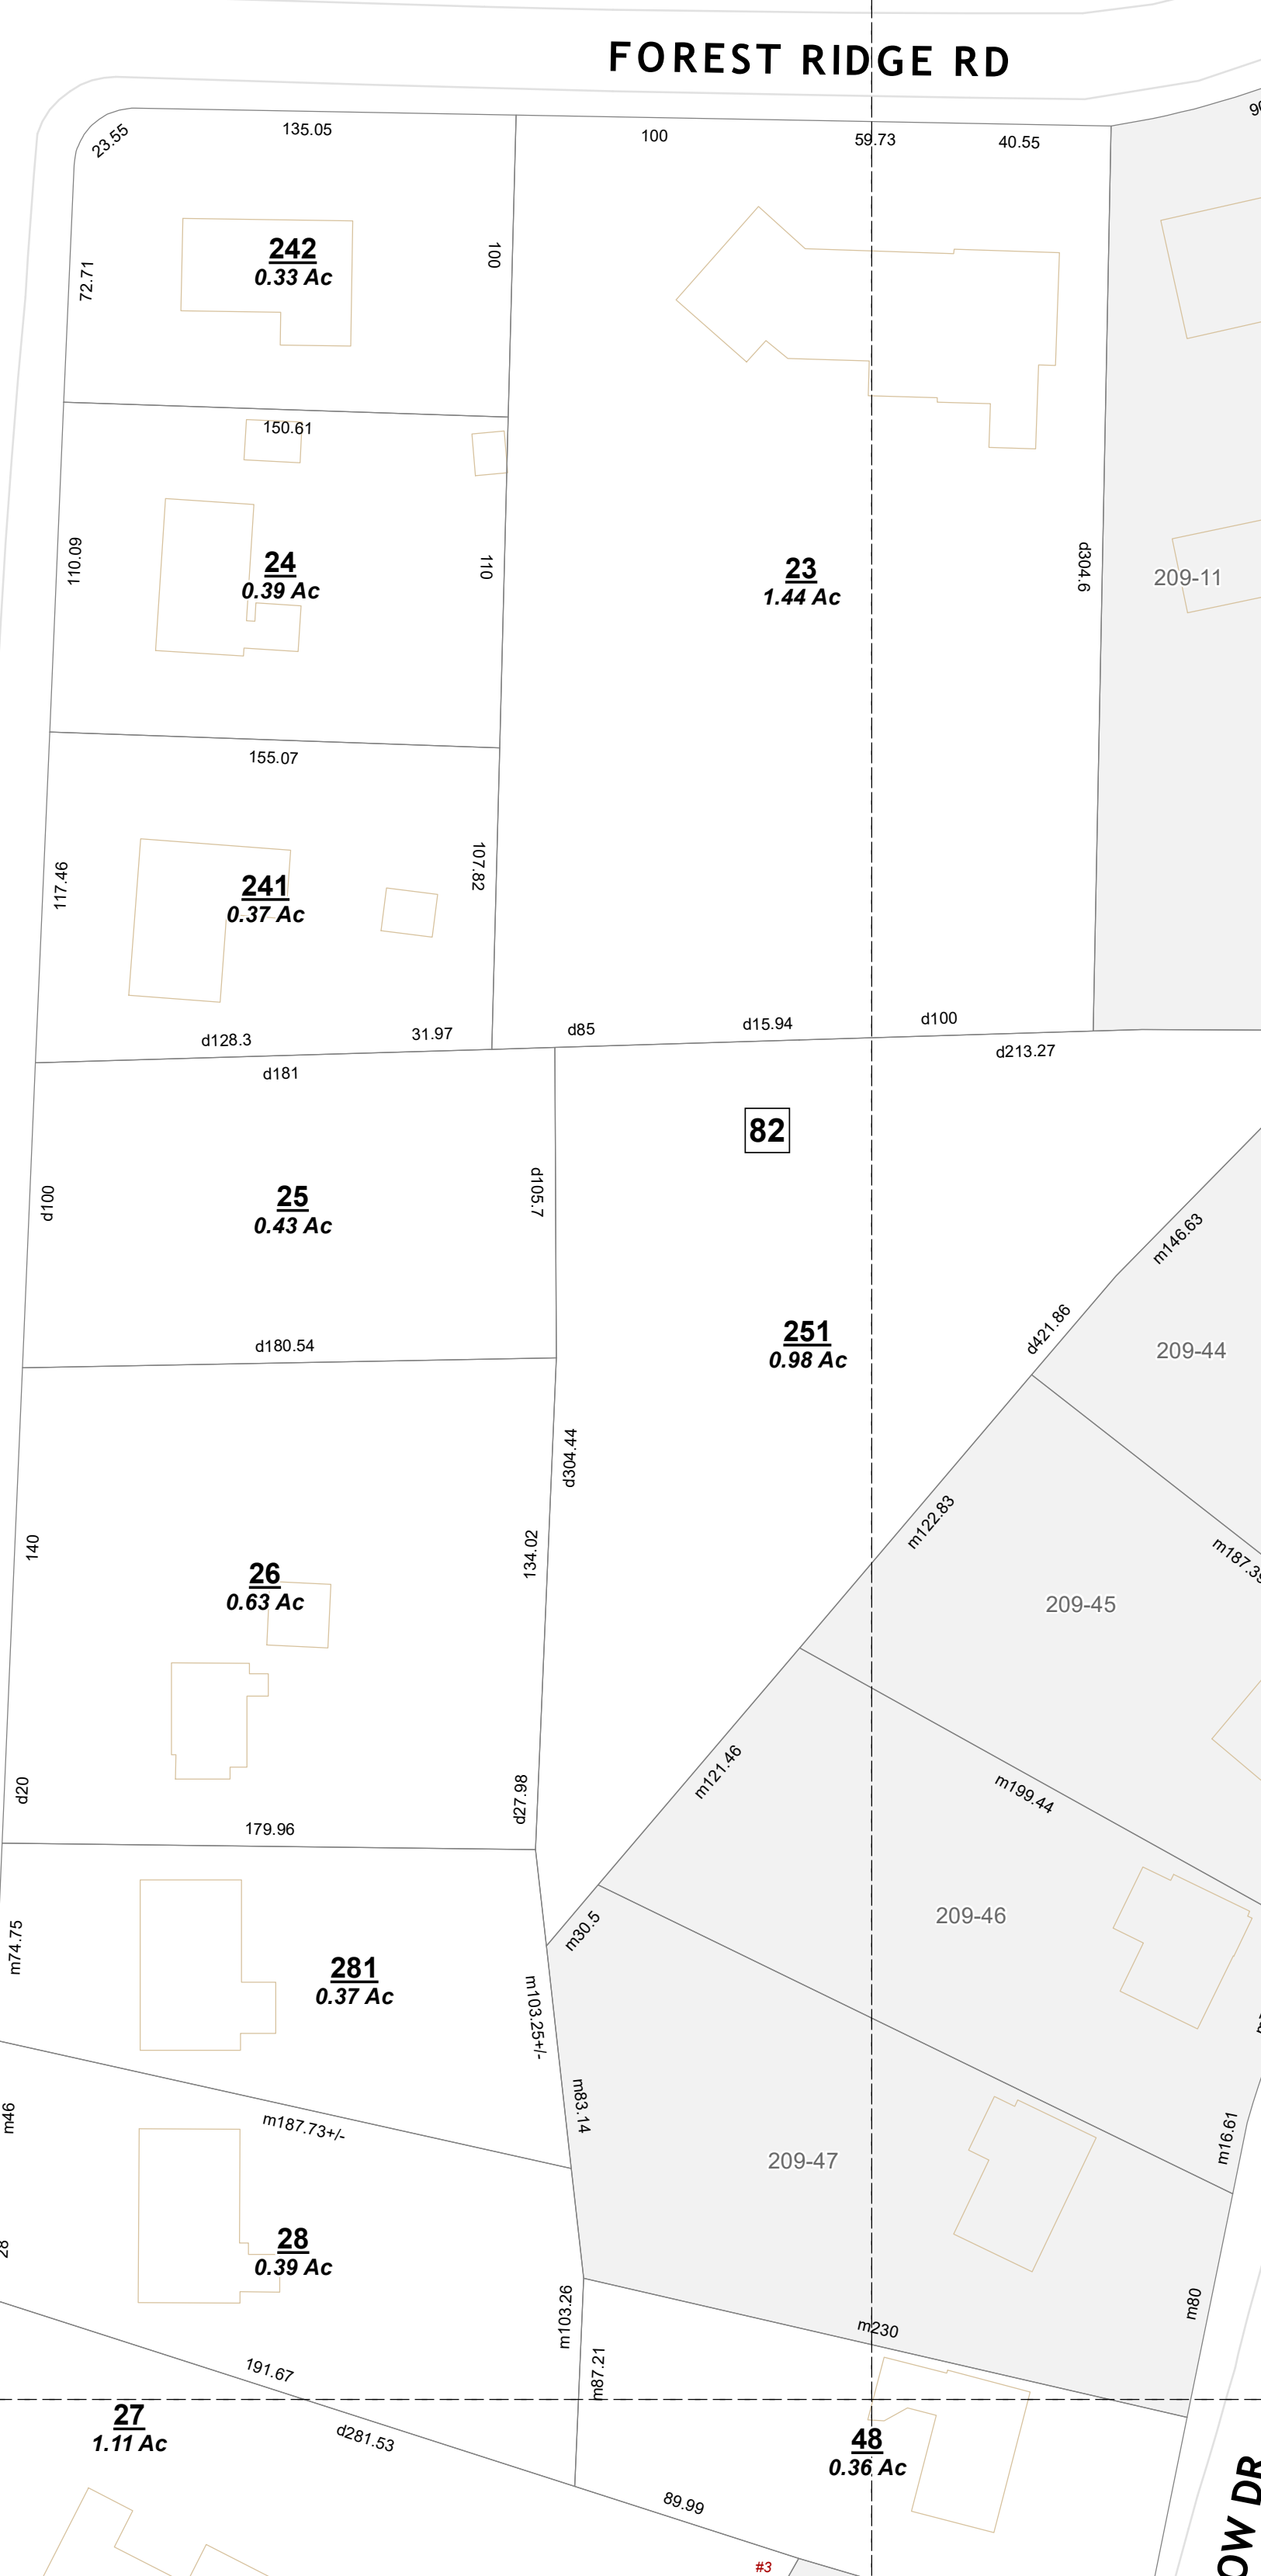 FOREST RIDGE RD
23.55
135.05
100
59.73
40.55
242
0.33 Ac
72.71
100
150.61
24
0.39 Ac
110.09
110
23
1.44 Ac
d304.6
209-11
155.07
241
0.37 Ac
117.46
107.82
d128.3
31.97
d85
d15.94
d100
d181
d213.27
82
25
0.43 Ac
d100
d105.7
m146.63
251
0.98 Ac
d421.86
209-44
d180.54
d304.44
140
134.02
m122.83
26
0.63 Ac
209-45
d20
d27.98
m121.46
m199.44
179.96
m74.75
281
0.37 Ac
m30.5
209-46
m103.25+/-
m46
m187.73+/-
m83.14
209-47
m16.61
28
28
0.39 Ac
m103.26
m230
m80
m87.21
191.67
27
1.11 Ac
d281.53
48
0.36 Ac
89.99
OW DR
#3